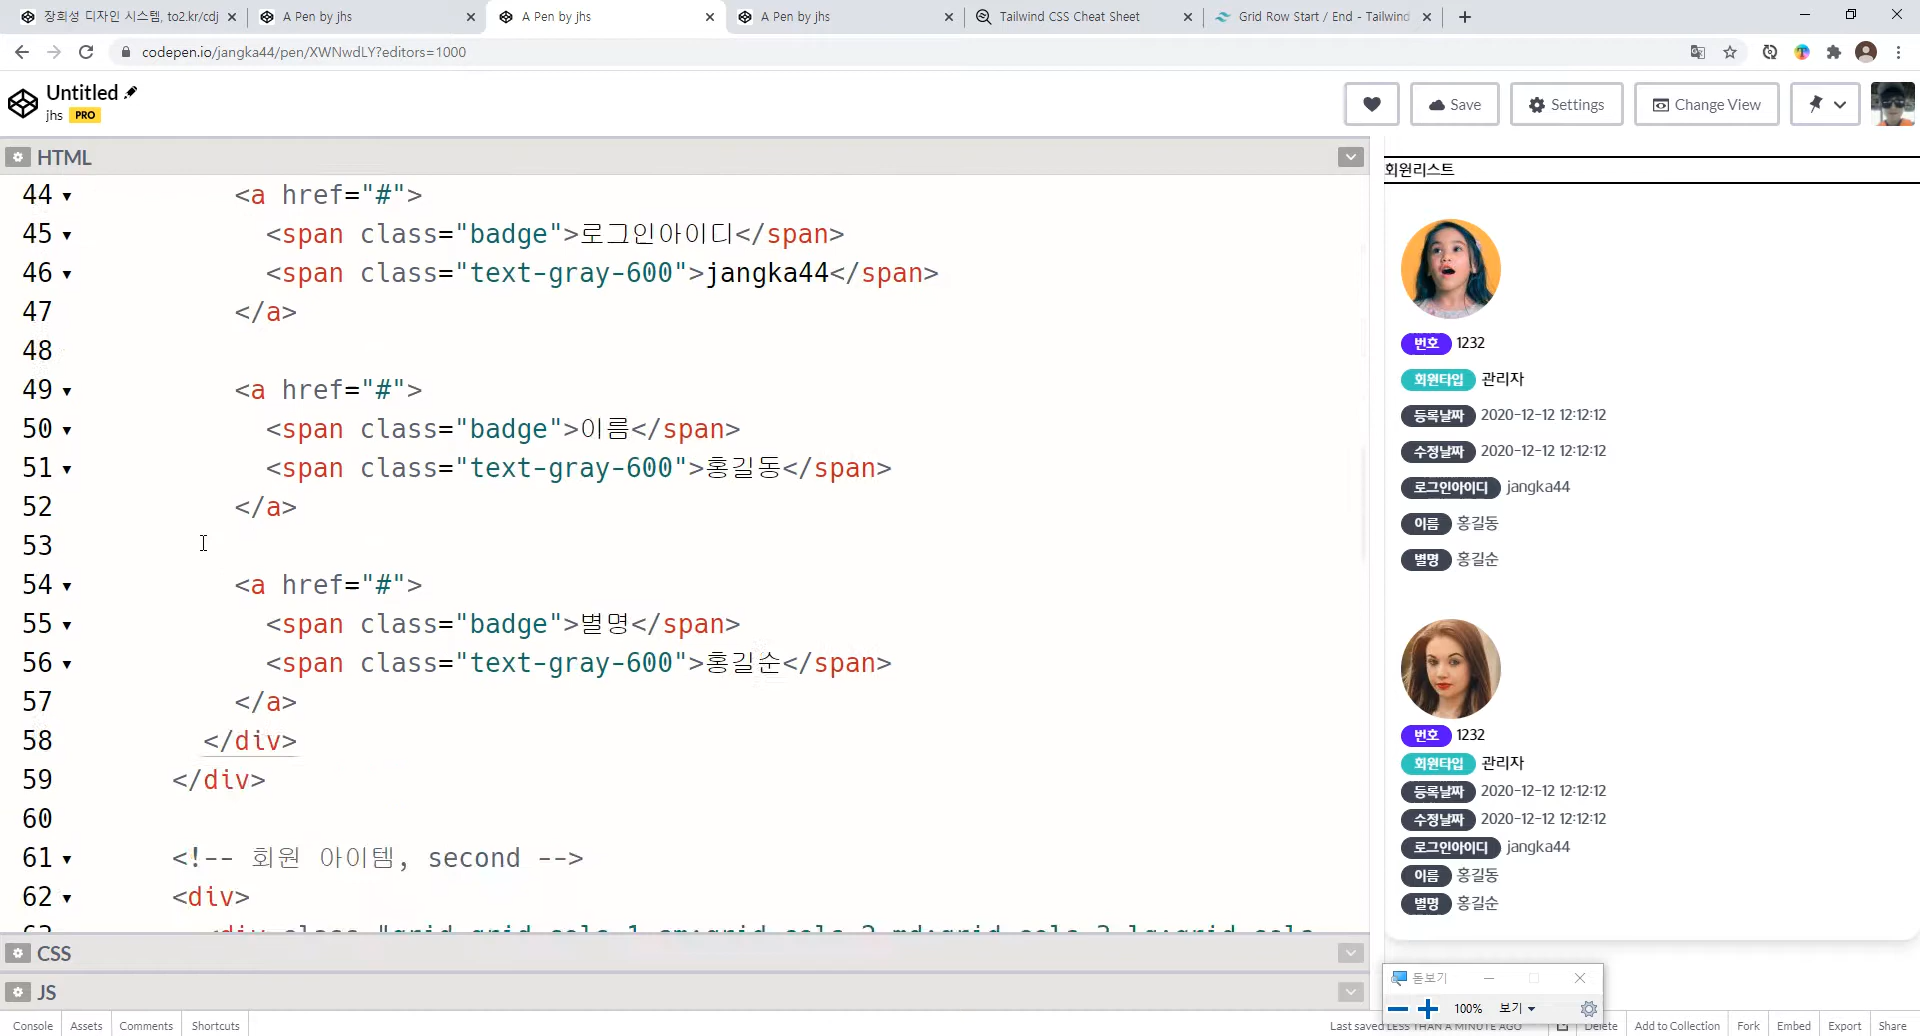 장희성 디자인 시스템, to2.kr/cdj
A Pen by jhs
A Pen by jhs
A Pen by jhs
Tailwind CSS Cheat Sheet
Grid Row Start / End - Tailwind
codepen.io/jangka44/pen/XWNwdLY?editors=1000
Untitled
jhs PRO
Save
Settings
Change View
HTML
44 <a href="#">
45 <span class="badge">로그인아이디</span>
46 <span class="text-gray-600">jangka44</span>
47 </a>
48
49 <a href="#">
50 <span class="badge">이름</span>
51 <span class="text-gray-600">홍길동</span>
52 </a>
53
54 <a href="#">
55 <span class="badge">별명</span>
56 <span class="text-gray-600">홍길순</span>
57 </a>
58 </div>
59 </div>
60
61 <!-- 회원 아이템, second -->
62 <div>
CSS
JS
Console
Assets
Comments
Shortcuts
회원리스트
번호 1232
회원타입 관리자
등록날짜 2020-12-12 12:12:12
수정날짜 2020-12-12 12:12:12
로그인아이디 jangka44
이름 홍길동
별명 홍길순
번호 1232
회원타입 관리자
등록날짜 2020-12-12 12:12:12
수정날짜 2020-12-12 12:12:12
로그인아이디 jangka44
이름 홍길동
별명 홍길순
돋보기
100% 보기
Last saved LESS THAN A MINUTE AGO
Delete
Add to Collection
Fork
Embed
Export
Share